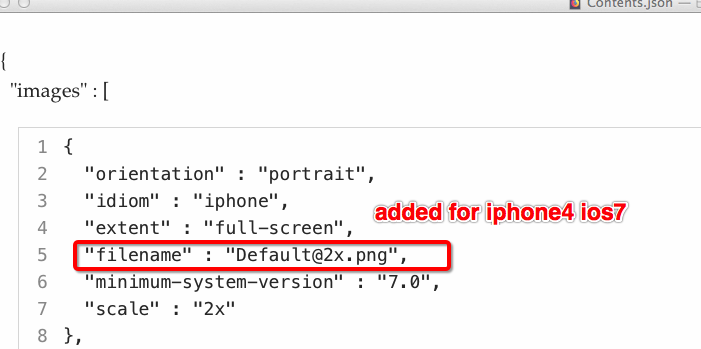 Contents.json —
{
"images" : [
1 {
2 "orientation" : "portrait",
3 "idiom" : "iphone",
added for iphone4 ios7
4 "extent" : "full-screen",
5 "filename" : "Default@2x.png",
6 "minimum-system-version" : "7.0",
7 "scale" : "2x"
8 },